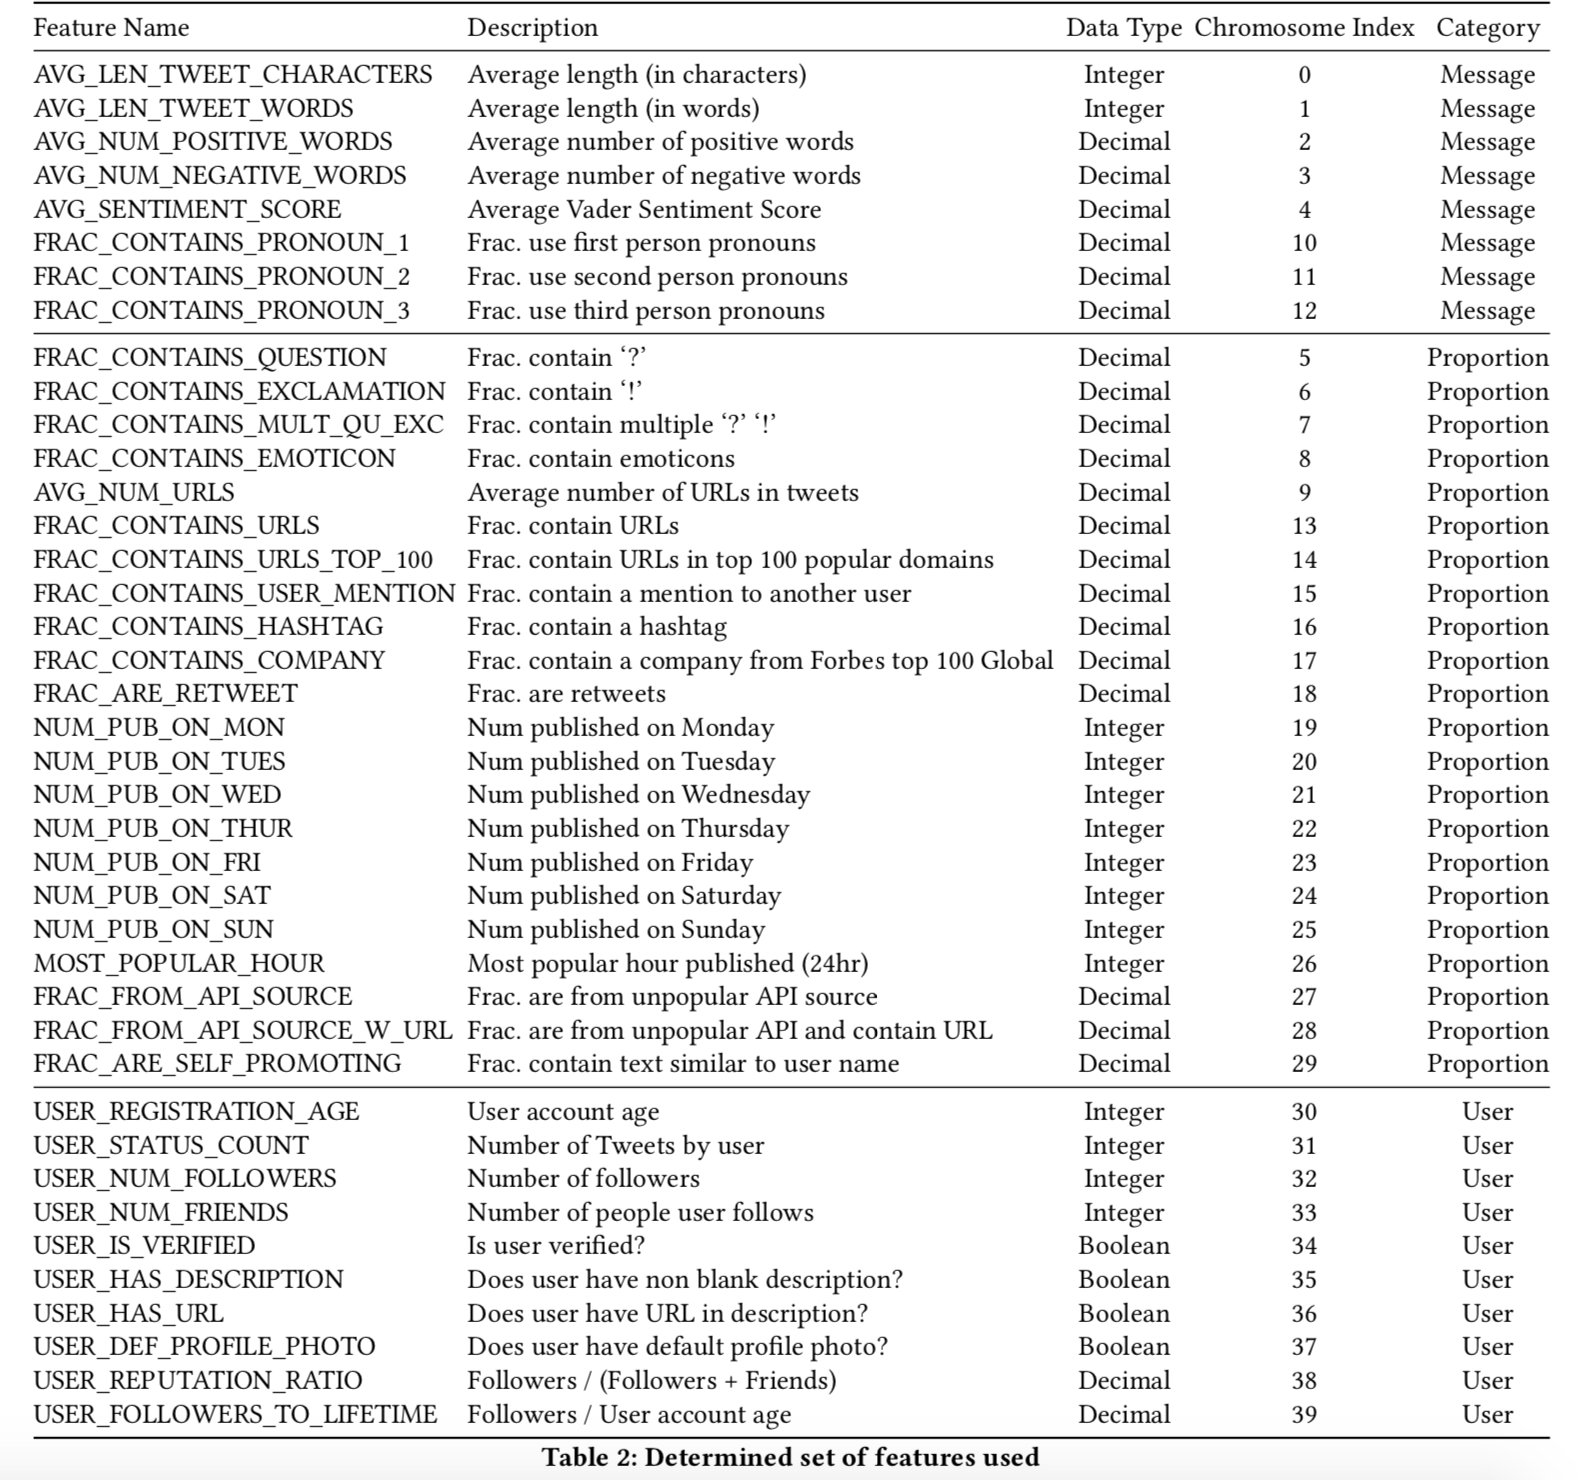 Feature Name Description Data Type Chromosome Index Category
AVG_LEN_TWEET_CHARACTERS Average length (in characters) Integer 0 Message
AVG_LEN_TWEET_WORDS Average length (in words) Integer 1 Message
AVG_NUM_POSITIVE_WORDS Average number of positive words Decimal 2 Message
AVG_NUM_NEGATIVE_WORDS Average number of negative words Decimal 3 Message
AVG_SENTIMENT_SCORE Average Vader Sentiment Score Decimal 4 Message
FRAC_CONTAINS_PRONOUN_1 Frac. use first person pronouns Decimal 10 Message
FRAC_CONTAINS_PRONOUN_2 Frac. use second person pronouns Decimal 11 Message
FRAC_CONTAINS_PRONOUN_3 Frac. use third person pronouns Decimal 12 Message
FRAC_CONTAINS_QUESTION Frac. contain ‘?’ Decimal 5 Proportion
FRAC_CONTAINS_EXCLAMATION Frac. contain ‘!’ Decimal 6 Proportion
FRAC_CONTAINS_MULT_QU_EXC Frac. contain multiple ‘?’ ‘!’ Decimal 7 Proportion
FRAC_CONTAINS_EMOTICON Frac. contain emoticons Decimal 8 Proportion
AVG_NUM_URLS Average number of URLs in tweets Decimal 9 Proportion
FRAC_CONTAINS_URLS Frac. contain URLs Decimal 13 Proportion
FRAC_CONTAINS_URLS_TOP_100 Frac. contain URLs in top 100 popular domains Decimal 14 Proportion
FRAC_CONTAINS_USER_MENTION Frac. contain a mention to another user Decimal 15 Proportion
FRAC_CONTAINS_HASHTAG Frac. contain a hashtag Decimal 16 Proportion
FRAC_CONTAINS_COMPANY Frac. contain a company from Forbes top 100 Global Decimal 17 Proportion
FRAC_ARE_RETWEET Frac. are retweets Decimal 18 Proportion
NUM_PUB_ON_MON Num published on Monday Integer 19 Proportion
NUM_PUB_ON_TUES Num published on Tuesday Integer 20 Proportion
NUM_PUB_ON_WED Num published on Wednesday Integer 21 Proportion
NUM_PUB_ON_THUR Num published on Thursday Integer 22 Proportion
NUM_PUB_ON_FRI Num published on Friday Integer 23 Proportion
NUM_PUB_ON_SAT Num published on Saturday Integer 24 Proportion
NUM_PUB_ON_SUN Num published on Sunday Integer 25 Proportion
MOST_POPULAR_HOUR Most popular hour published (24hr) Integer 26 Proportion
FRAC_FROM_API_SOURCE Frac. are from unpopular API source Decimal 27 Proportion
FRAC_FROM_API_SOURCE_W_URL Frac. are from unpopular API and contain URL Decimal 28 Proportion
FRAC_ARE_SELF_PROMOTING Frac. contain text similar to user name Decimal 29 Proportion
USER_REGISTRATION_AGE User account age Integer 30 User
USER_STATUS_COUNT Number of Tweets by user Integer 31 User
USER_NUM_FOLLOWERS Number of followers Integer 32 User
USER_NUM_FRIENDS Number of people user follows Integer 33 User
USER_IS_VERIFIED Is user verified? Boolean 34 User
USER_HAS_DESCRIPTION Does user have non blank description? Boolean 35 User
USER_HAS_URL Does user have URL in description? Boolean 36 User
USER_DEF_PROFILE_PHOTO Does user have default profile photo? Boolean 37 User
USER_REPUTATION_RATIO Followers / (Followers + Friends) Decimal 38 User
USER_FOLLOWERS_TO_LIFETIME Followers / User account age Decimal 39 User
Table 2: Determined set of features used